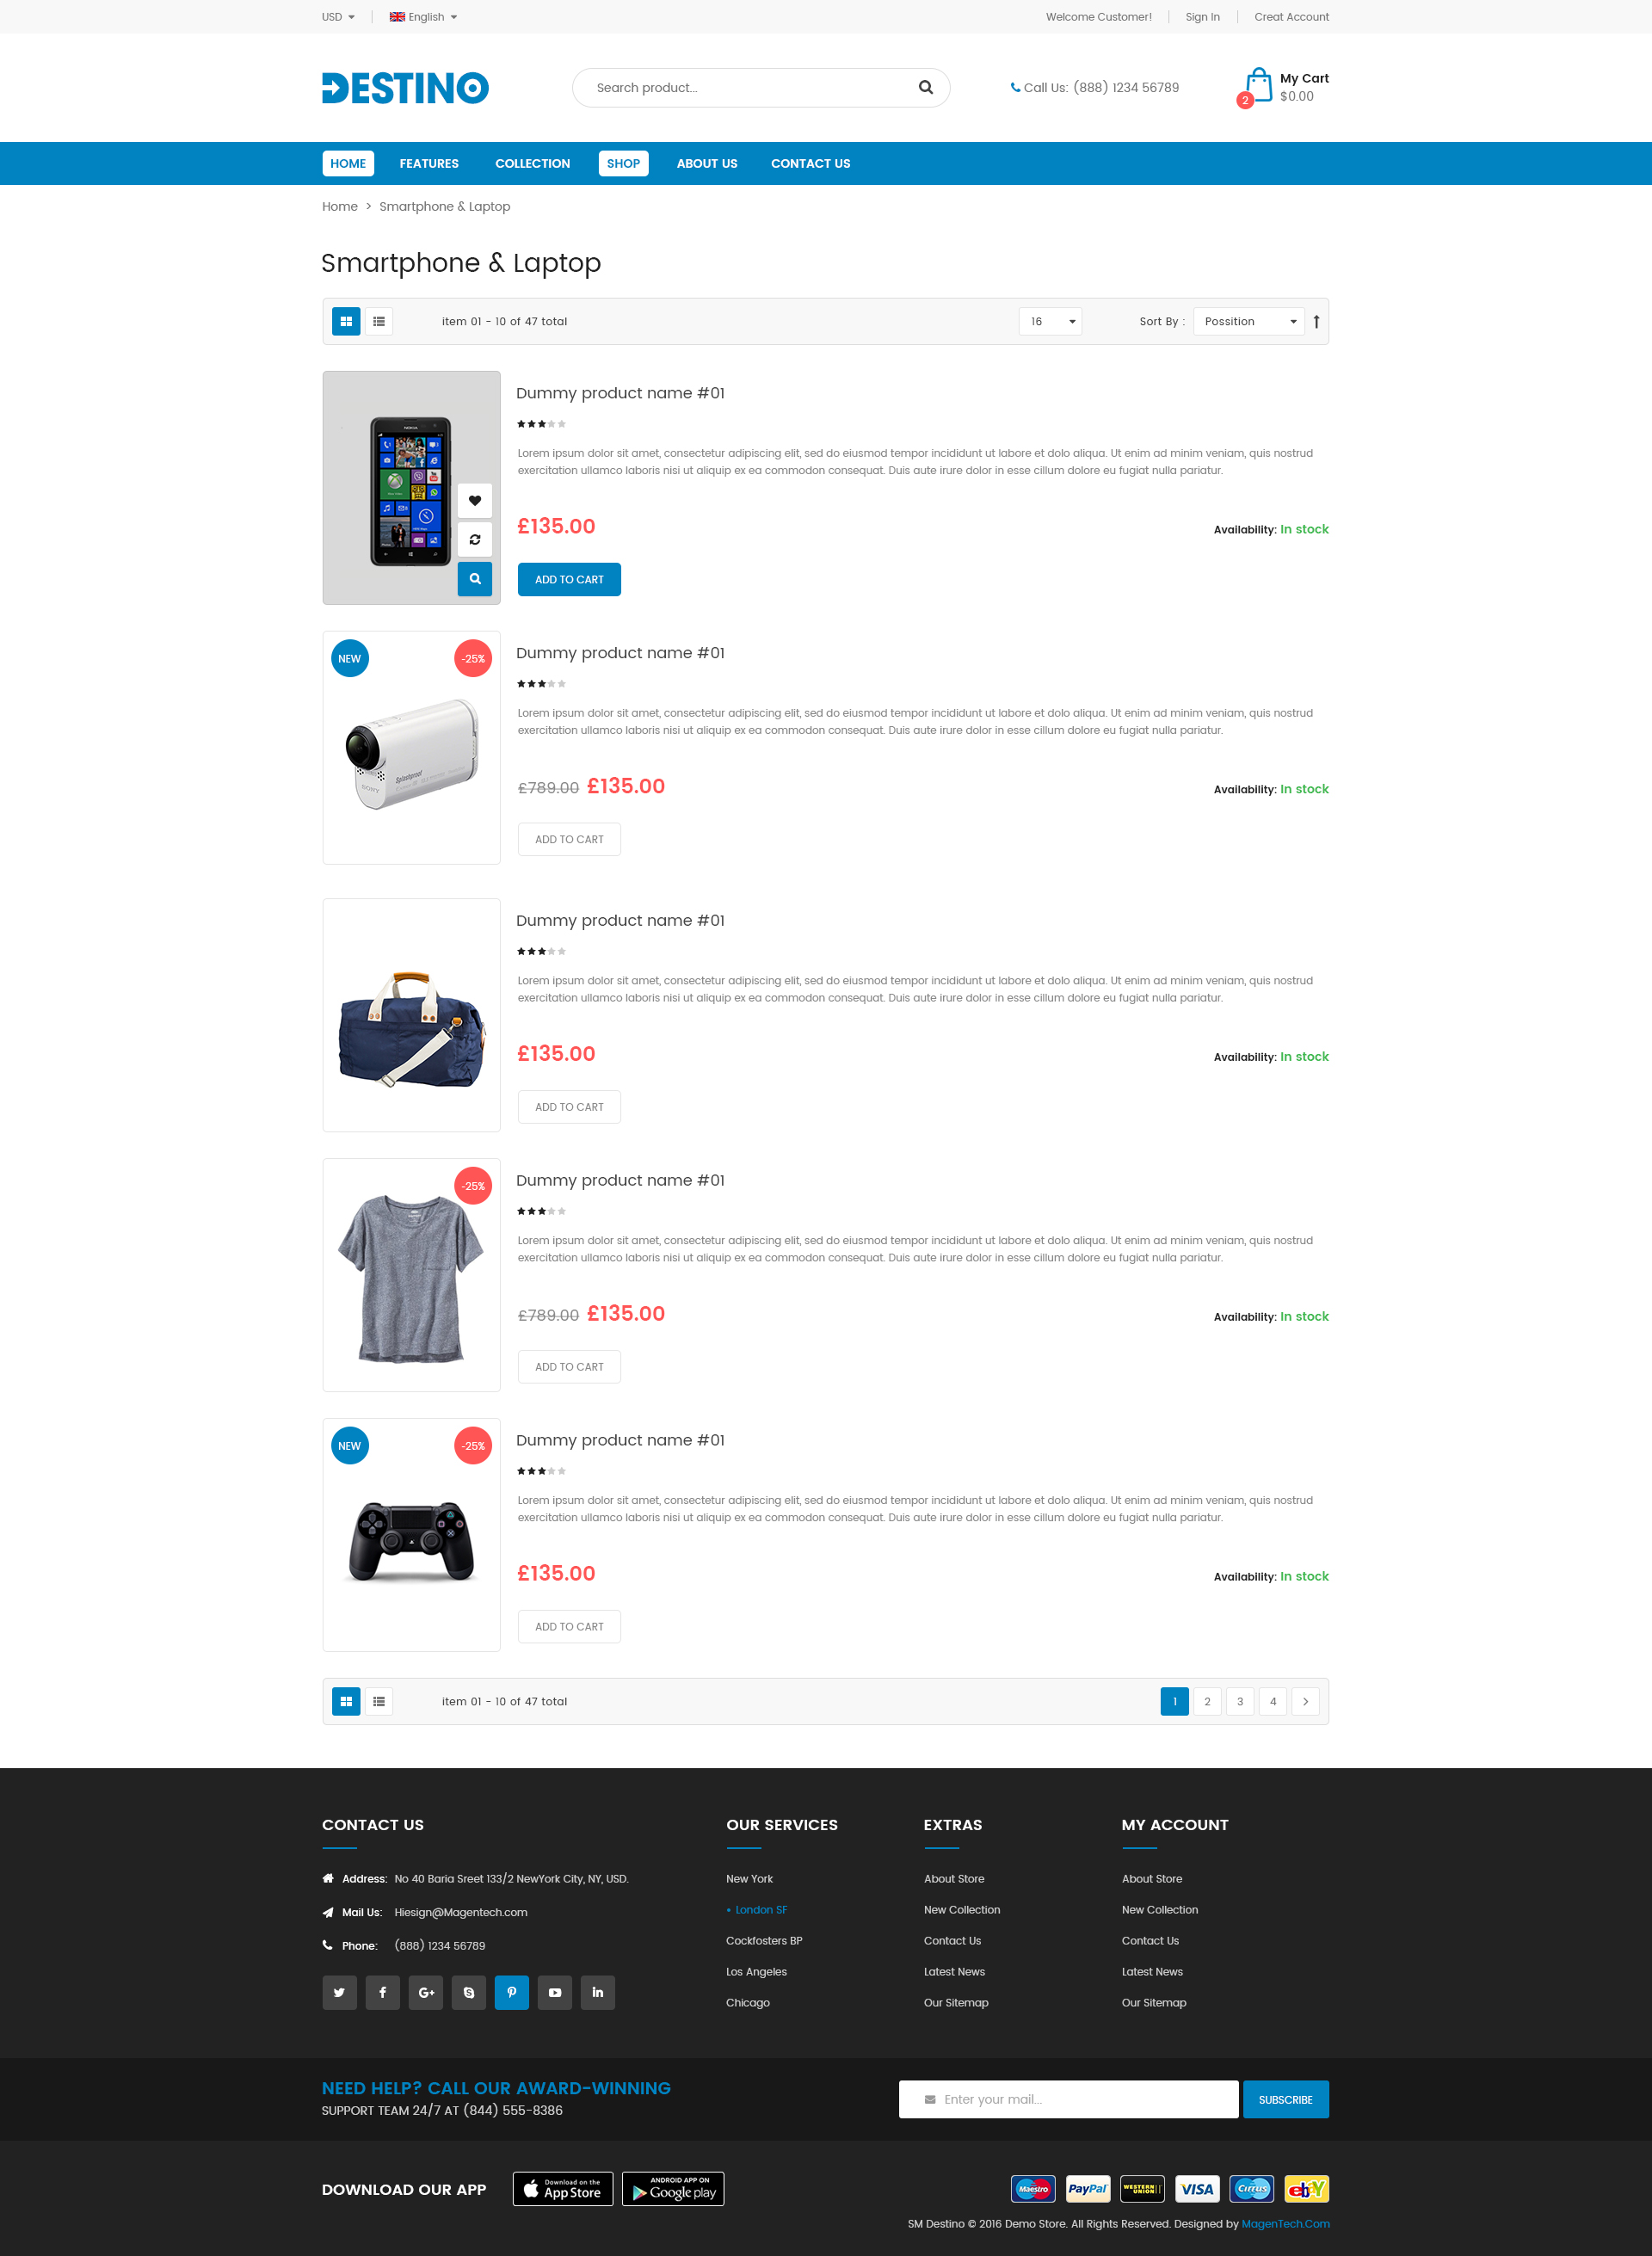 USD English Welcome Customer! Sign In Creat Account
DESTINO Search product... Call Us: (888) 1234 56789 2 My Cart
$0.00
HOME FEATURES COLLECTION SHOP ABOUT US CONTACT US
Home > Smartphone & Laptop
Smartphone & Laptop
item 01 - 10 of 47 total 16 Sort By : Possition
NOKIA
Dummy product name #01
Lorem ipsum dolor sit amet, consectetur adipiscing elit, sed do eiusmod tempor incididunt ut labore et dolo aliqua. Ut enim ad minim veniam, quis nostrud
exercitation ullamco laboris nisi ut aliquip ex ea commodon consequat. Duis aute irure dolor in esse cillum dolore eu fugiat nulla pariatur.
£135.00 Availability: In stock
ADD TO CART
NEW -25%
Splashproof
SONY
Dummy product name #01
Lorem ipsum dolor sit amet, consectetur adipiscing elit, sed do eiusmod tempor incididunt ut labore et dolo aliqua. Ut enim ad minim veniam, quis nostrud
exercitation ullamco laboris nisi ut aliquip ex ea commodon consequat. Duis aute irure dolor in esse cillum dolore eu fugiat nulla pariatur.
£789.00 £135.00 Availability: In stock
ADD TO CART
Dummy product name #01
Lorem ipsum dolor sit amet, consectetur adipiscing elit, sed do eiusmod tempor incididunt ut labore et dolo aliqua. Ut enim ad minim veniam, quis nostrud
exercitation ullamco laboris nisi ut aliquip ex ea commodon consequat. Duis aute irure dolor in esse cillum dolore eu fugiat nulla pariatur.
£135.00 Availability: In stock
ADD TO CART
-25%
Dummy product name #01
Lorem ipsum dolor sit amet, consectetur adipiscing elit, sed do eiusmod tempor incididunt ut labore et dolo aliqua. Ut enim ad minim veniam, quis nostrud
exercitation ullamco laboris nisi ut aliquip ex ea commodon consequat. Duis aute irure dolor in esse cillum dolore eu fugiat nulla pariatur.
£789.00 £135.00 Availability: In stock
ADD TO CART
NEW -25%
Dummy product name #01
Lorem ipsum dolor sit amet, consectetur adipiscing elit, sed do eiusmod tempor incididunt ut labore et dolo aliqua. Ut enim ad minim veniam, quis nostrud
exercitation ullamco laboris nisi ut aliquip ex ea commodon consequat. Duis aute irure dolor in esse cillum dolore eu fugiat nulla pariatur.
£135.00 Availability: In stock
ADD TO CART
item 01 - 10 of 47 total 1 2 3 4 >
CONTACT US
Address: No 40 Baria Sreet 133/2 NewYork City, NY, USD.
Mail Us: Hiesign@Magentech.com
Phone: (888) 1234 56789
OUR SERVICES
New York
London SF
Cockfosters BP
Los Angeles
Chicago
EXTRAS
About Store
New Collection
Contact Us
Latest News
Our Sitemap
MY ACCOUNT
About Store
New Collection
Contact Us
Latest News
Our Sitemap
NEED HELP? CALL OUR AWARD-WINNING
SUPPORT TEAM 24/7 AT (844) 555-8386
Enter your mail... SUBSCRIBE
DOWNLOAD OUR APP
Download on the
App Store
ANDROID APP ON
Google play
Maestro PayPal WESTERN UNION VISA Cirrus ebay
SM Destino © 2016 Demo Store. All Rights Reserved. Designed by MagenTech.Com